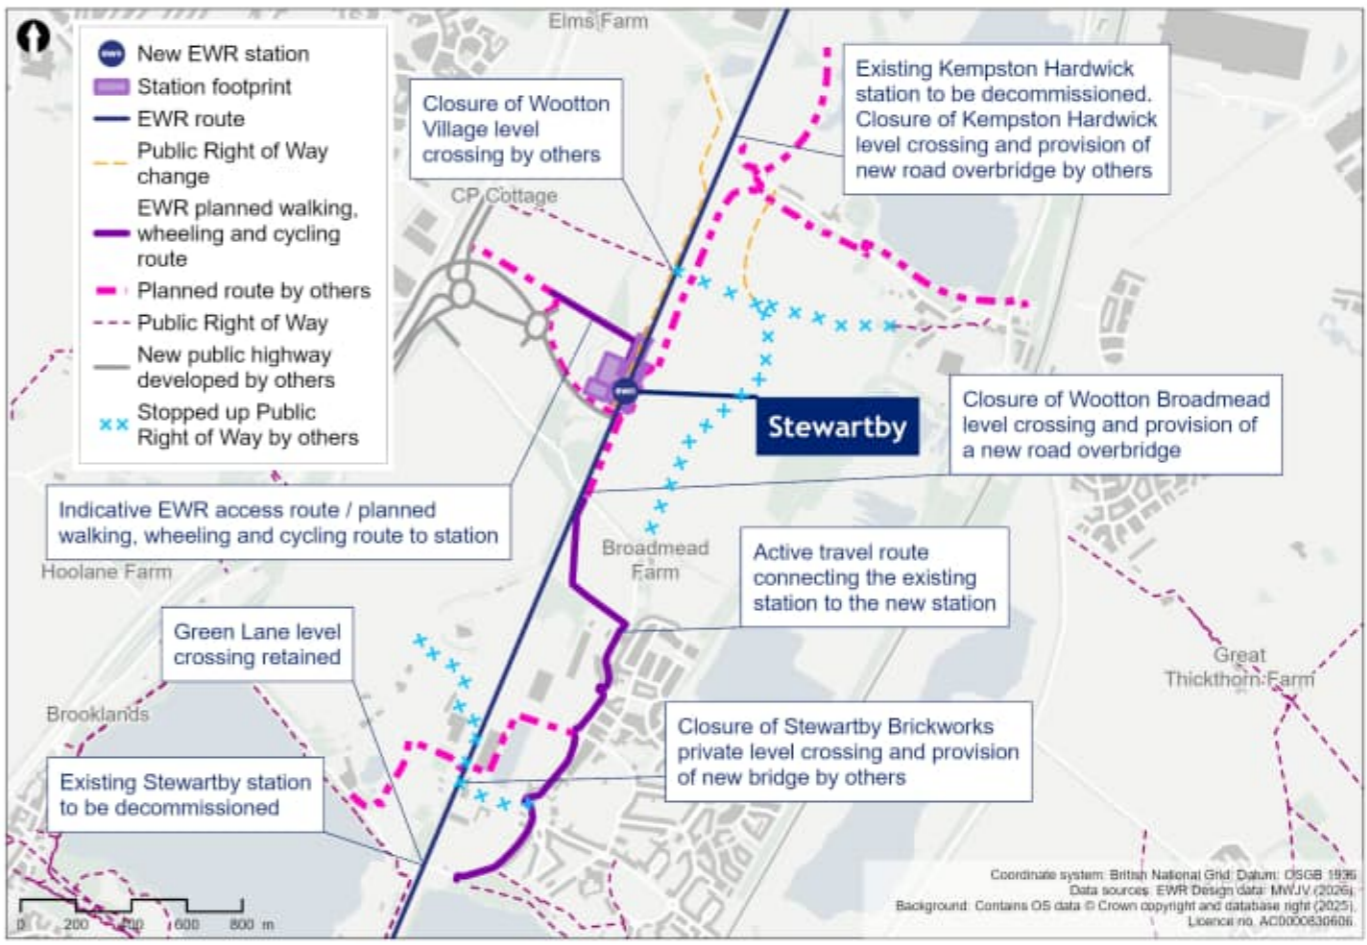 Elms Farm
New EWR station
Station footprint
EWR route
Public Right of Way
change
EWR planned walking,
wheeling and cycling
route
Planned route by others
Public Right of Way
New public highway
developed by others
Stopped up Public
Right of Way by others
Closure of Wootton
Village level
crossing by others
Existing Kempston Hardwick
station to be decommissioned.
Closure of Kempston Hardwick
level crossing and provision of
new road overbridge by others
CP Cottage
Stewartby
Closure of Wootton Broadmead
level crossing and provision of
a new road overbridge
Indicative EWR access route / planned
walking, wheeling and cycling route to station
Hoolane Farm
Broadmead
Farm
Active travel route
connecting the existing
station to the new station
Green Lane level
crossing retained
Great
Thickthorn Farm
Brooklands
Closure of Stewartby Brickworks
private level crossing and provision
of new bridge by others
Existing Stewartby station
to be decommissioned
0 200 400 600 800 m
Coordinate system: British National Grid: Datum: OSGB 1936
Data sources: EWR Design data: MWJV (2026),
Background: Contains OS data © Crown copyright and database right (2025),
Licence no. AC0000830606.